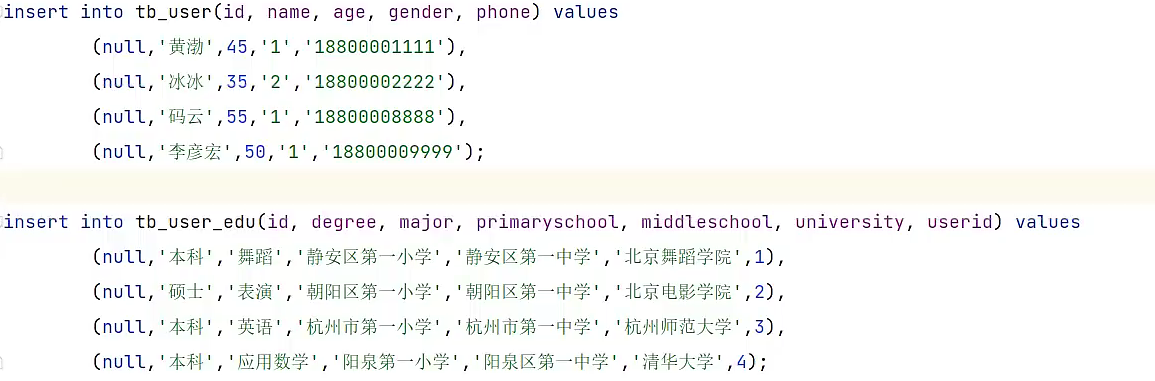 insert into tb_user(id, name, age, gender, phone) values
(null,'黄渤',45,'1','18800001111'),
(null,'冰冰',35,'2','18800002222'),
(null,'码云',55,'1','18800008888'),
(null,'李彦宏',50,'1','18800009999');
insert into tb_user_edu(id, degree, major, primaryschool, middleschool, university, userid) values
(null,'本科','舞蹈','静安区第一小学','静安区第一中学','北京舞蹈学院',1),
(null,'硕士','表演','朝阳区第一小学','朝阳区第一中学','北京电影学院',2),
(null,'本科','英语','杭州市第一小学','杭州市第一中学','杭州师范大学',3),
(null,'本科','应用数学','阳泉第一小学','阳泉区第一中学','清华大学',4);